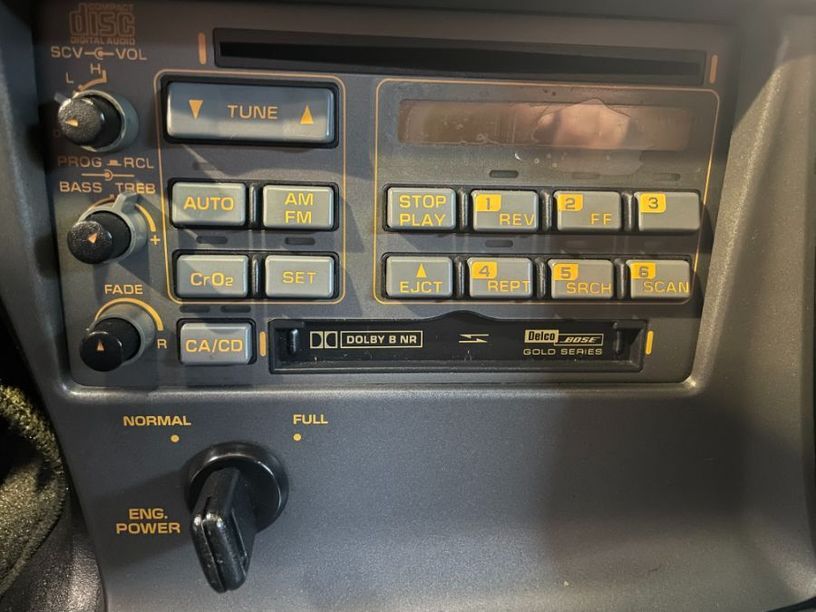 COMPACT
disc
DIGITAL AUDIO
SCV VOL
H
L
PROG RCL
BASS TREB
+
FADE
R
TUNE
AUTO
AM
FM
CrO2
SET
CA/CD
STOP
PLAY
1
REV
2
FF
3
EJCT
4
REPT
5
SRCH
6
SCAN
DOLBY B NR
Delco BOSE
GOLD SERIES
NORMAL
FULL
ENG.
POWER